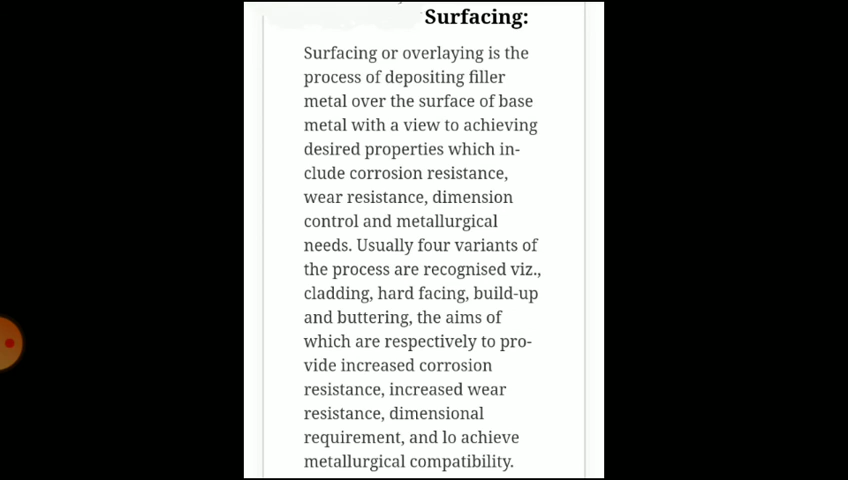 Surfacing:
Surfacing or overlaying is the
process of depositing filler
metal over the surface of base
metal with a view to achieving
desired properties which in-
clude corrosion resistance,
wear resistance, dimension
control and metallurgical
needs. Usually four variants of
the process are recognised viz.,
cladding, hard facing, build-up
and buttering, the aims of
which are respectively to pro-
vide increased corrosion
resistance, increased wear
resistance, dimensional
requirement, and lo achieve
metallurgical compatibility.